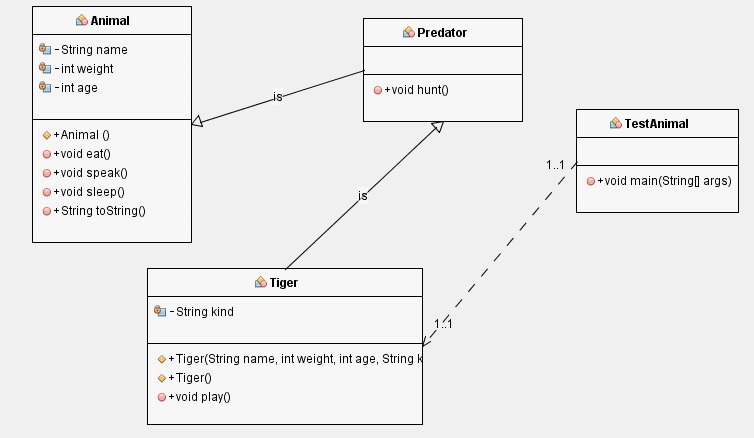 Animal
- String name
- int weight
- int age
+ Animal ()
+ void eat()
+ void speak()
+ void sleep()
+ String toString()
is
Predator
+ void hunt()
is
TestAnimal
+ void main(String[] args)
1..1
1..1
Tiger
- String kind
+ Tiger(String name, int weight, int age, String k
+ Tiger()
+ void play()